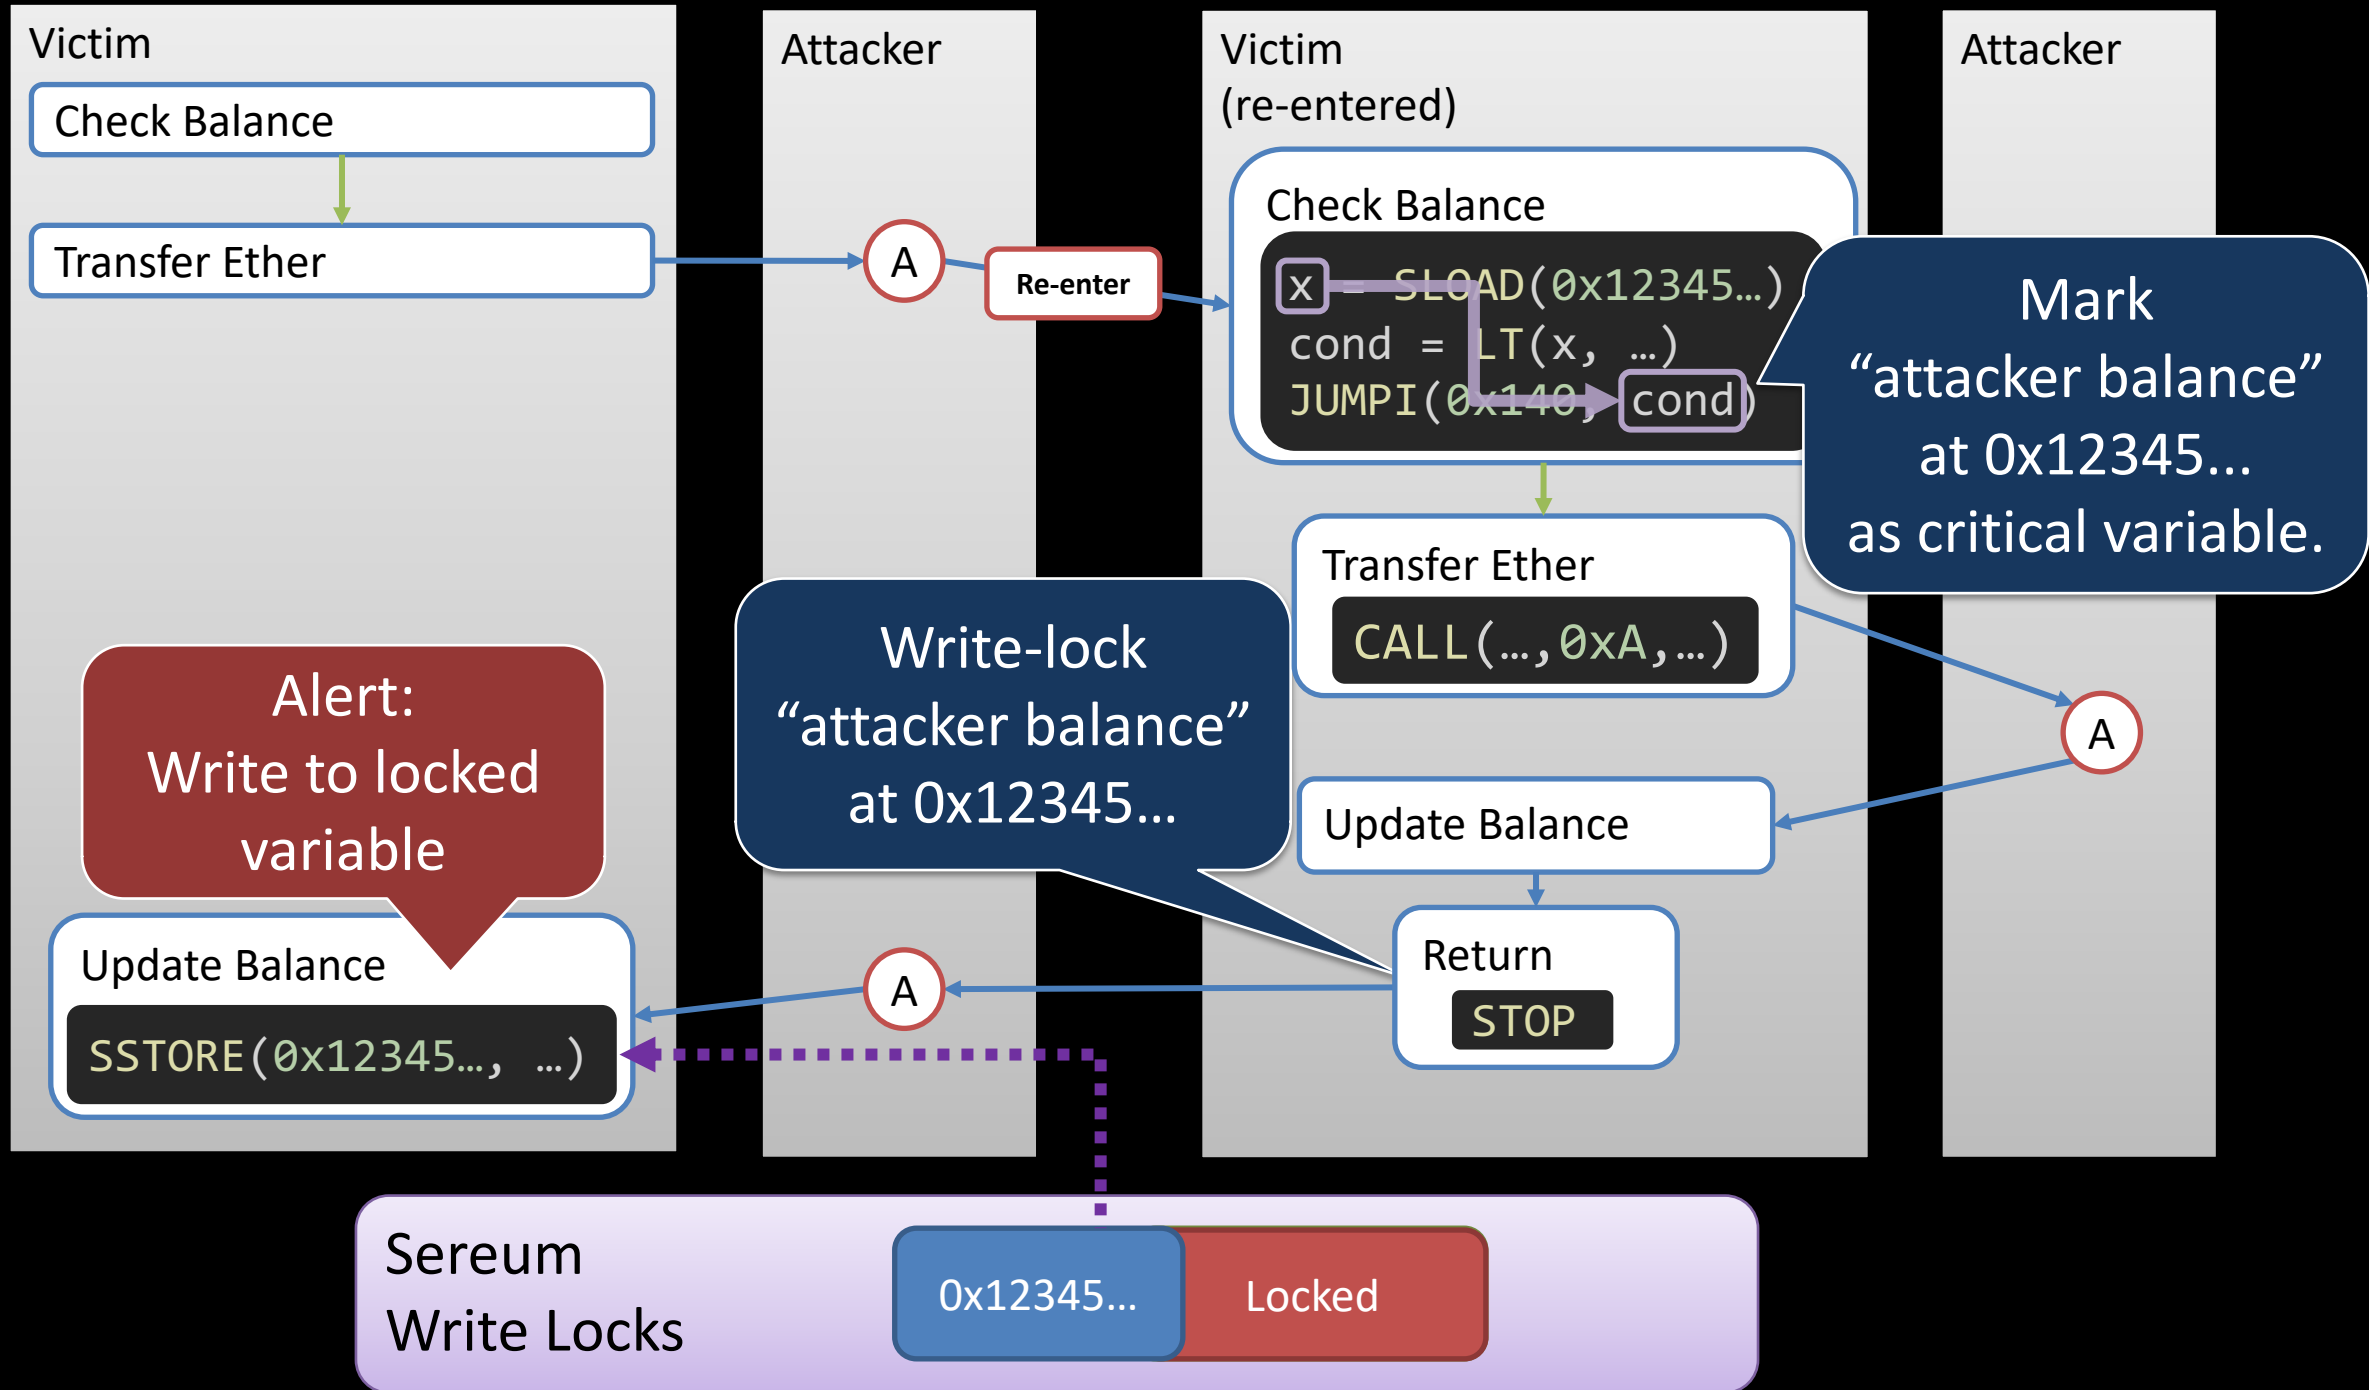 Victim
Check Balance
Transfer Ether
Attacker
A
Re-enter
Victim
(re-entered)
Check Balance
x = SLOAD(0x12345…)
cond = LT(x, …)
JUMPI(0x140, cond)
Attacker
Mark
“attacker balance”
at 0x12345...
as critical variable.
Transfer Ether
CALL(…,0xA,…)
A
Update Balance
Return
STOP
Write-lock
“attacker balance”
at 0x12345…
A
Alert:
Write to locked
variable
Update Balance
SSTORE(0x12345…, …)
Sereum
Write Locks
0x12345…
Locked